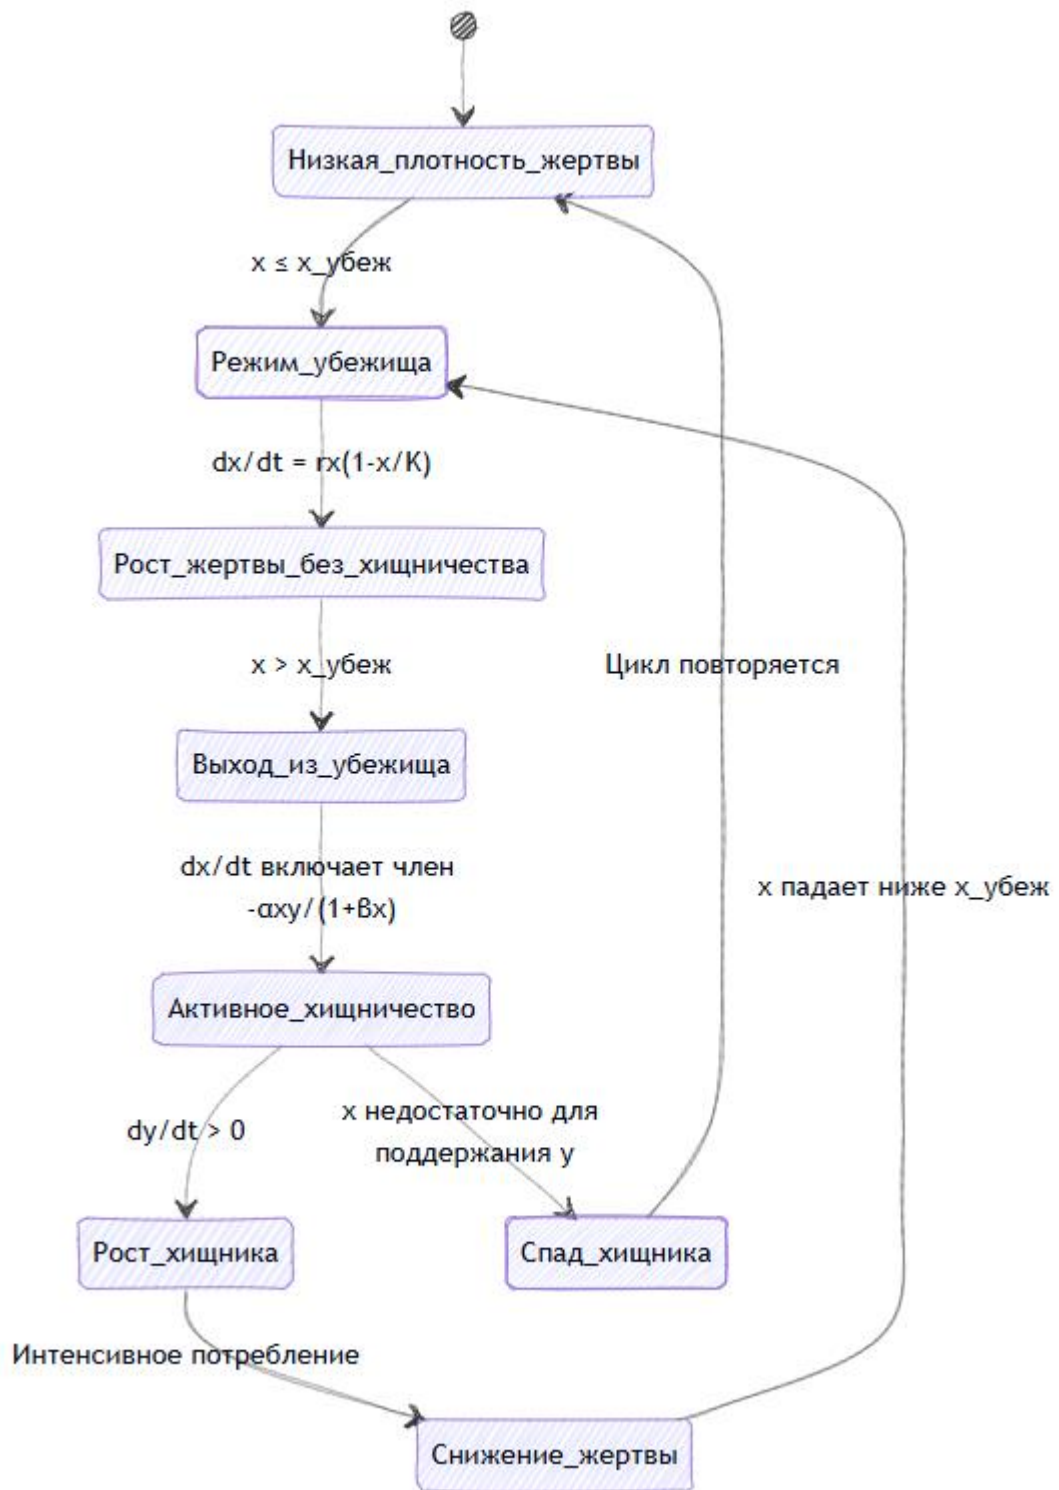 Низкая_плотность_жертвы
x ≤ x_убеж
Режим_убежища
dx/dt = rx(1-x/K)
Рост_жертвы_без_хищничества
x > x_убеж
Цикл повторяется
Выход_из_убежища
dx/dt включает член
-αxy/(1+βx)
x падает ниже x_убеж
Активное_хищничество
dy/dt > 0
x недостаточно для
поддержания y
Рост_хищника
Спад_хищника
Интенсивное потребление
Снижение_жертвы